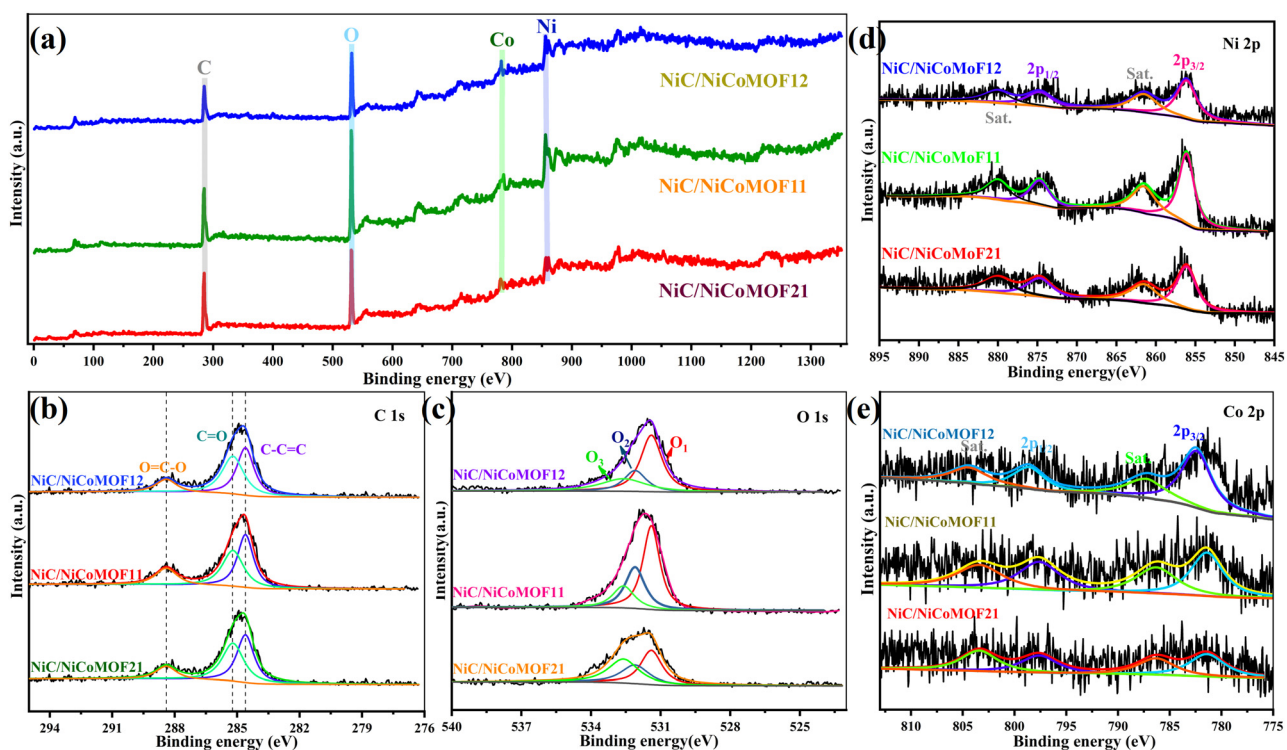 (a)
C
O
Co
Ni
NiC/NiCoMOF12
NiC/NiCoMOF11
NiC/NiCoMOF21
Intensity (a.u.)
0 100 200 300 400 500 600 700 800 900 1000 1100 1200 1300
Binding energy (eV)
(d)
Ni 2p
NiC/NiCoMoF12
2p1/2
Sat.
2p3/2
Sat.
NiC/NiCoMoF11
NiC/NiCoMoF21
Intensity (a.u.)
895 890 885 880 875 870 865 860 855 850 845
Binding energy(eV)
(b)
C 1s
C=O
C-C=C
O=C-O
NiC/NiCoMOF12
NiC/NiCoMOF11
NiC/NiCoMOF21
Intensity (a.u.)
294 291 288 285 282 279 276
Binding energy (eV)
(c)
O 1s
O3
O2
O1
NiC/NiCoMOF12
NiC/NiCoMOF11
NiC/NiCoMOF21
Intensity(a.u.)
540 537 534 531 528 525
Binding energy(eV)
(e)
Co 2p
NiC/NiCoMOF12
Sat.
2p1/2
Sat.
2p3/2
NiC/NiCoMOF11
NiC/NiCoMOF21
Intensity (a.u.)
810 805 800 795 790 785 780 775
Binding energy (eV)